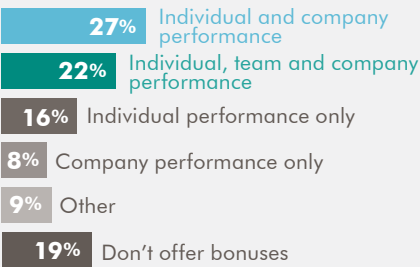 27% Individual and company
performance
22% Individual, team and company
performance
16% Individual performance only
8% Company performance only
9% Other
19% Don't offer bonuses